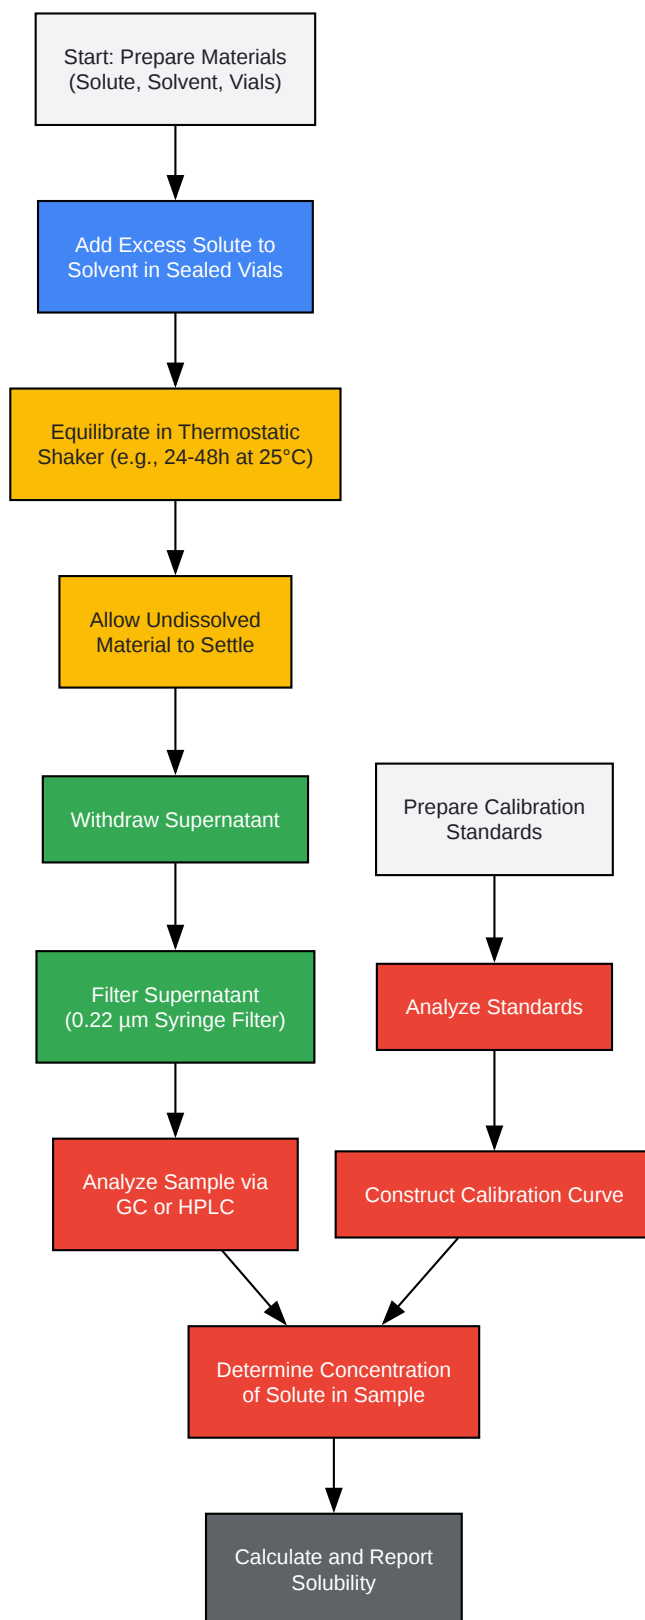 Start: Prepare Materials
(Solute, Solvent, Vials)
Add Excess Solute to
Solvent in Sealed Vials
Equilibrate in Thermostatic
Shaker (e.g., 24-48h at 25°C)
Allow Undissolved
Material to Settle
Withdraw Supernatant
Filter Supernatant
(0.22 µm Syringe Filter)
Analyze Sample via
GC or HPLC
Prepare Calibration
Standards
Analyze Standards
Construct Calibration Curve
Determine Concentration
of Solute in Sample
Calculate and Report
Solubility